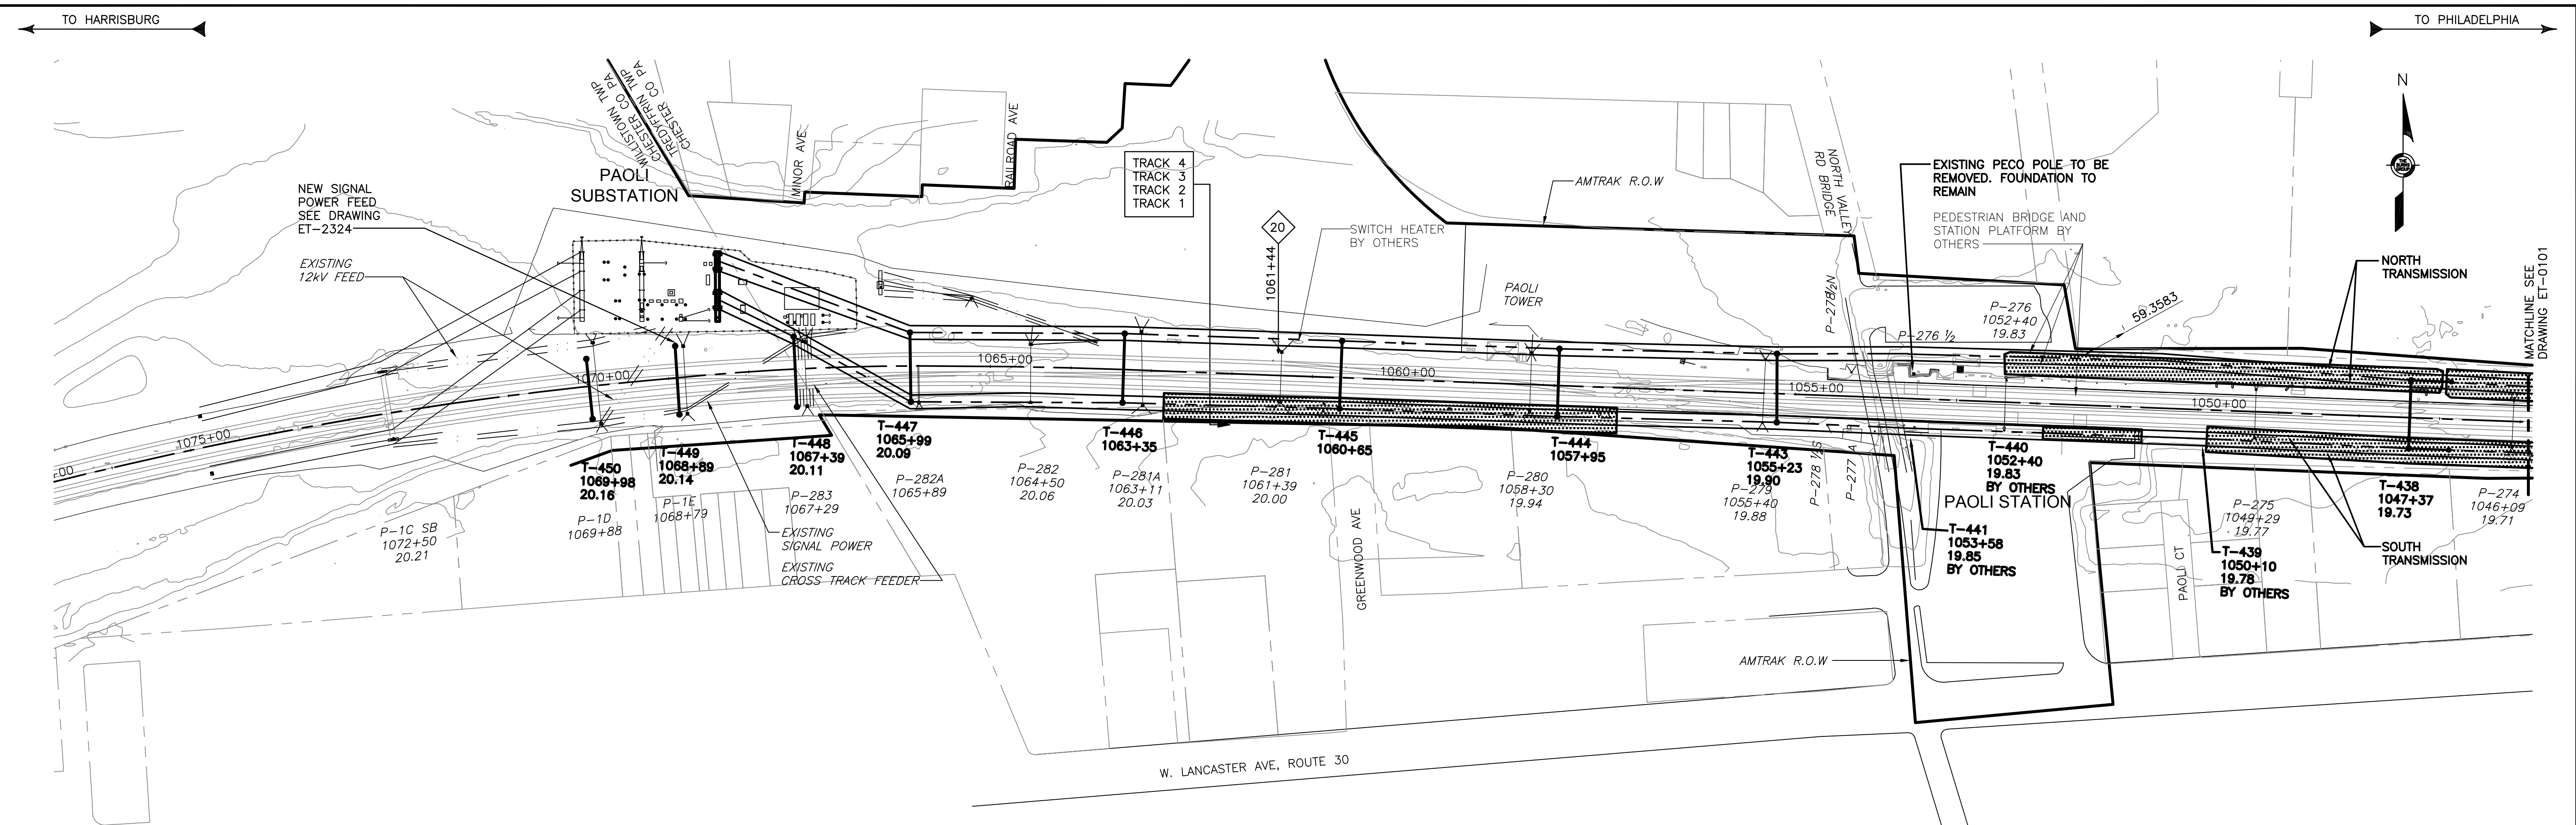 TO HARRISBURG
TO PHILADELPHIA
WILLISTOWN TWP
CHESTER CO PA
TREDYFFRIN TWP
CHESTER CO PA
MINOR AVE
RAILROAD AVE
PAOLI
SUBSTATION
NEW SIGNAL
POWER FEED
SEE DRAWING
ET-2324
EXISTING
12kV FEED
TRACK 4
TRACK 3
TRACK 2
TRACK 1
20
1061+44
SWITCH HEATER
BY OTHERS
AMTRAK R.O.W
PAOLI
TOWER
NORTH VALLEY
RD BRIDGE
P-278½N
EXISTING PECO POLE TO BE
REMOVED. FOUNDATION TO
REMAIN
PEDESTRIAN BRIDGE AND
STATION PLATFORM BY
OTHERS
P-276 ½
P-276
1052+40
19.83
59.3583
NORTH
TRANSMISSION
N
THE
BURNS
GROUP
MATCHLINE SEE
DRAWING ET-0101
1075+00
1070+00
1065+00
1060+00
1055+00
1050+00
+00
T-450
1069+98
20.16
T-449
1068+89
20.14
T-448
1067+39
20.11
T-447
1065+99
20.09
T-446
1063+35
T-445
1060+65
T-444
1057+95
T-443
1055+23
19.90
T-440
1052+40
19.83
BY OTHERS
PAOLI STATION
T-441
1053+58
19.85
BY OTHERS
T-439
1050+10
19.78
BY OTHERS
T-438
1047+37
19.73
P-1C SB
1072+50
20.21
P-1D
1069+88
P-1E
1068+79
P-283
1067+29
P-282A
1065+89
P-282
1064+50
20.06
P-281A
1063+11
20.03
P-281
1061+39
20.00
P-280
1058+30
19.94
P-279
1055+40
19.88
P-278 ½S
P-277 A
P-275
1049+29
19.77
P-274
1046+09
19.71
EXISTING
SIGNAL POWER
EXISTING
CROSS TRACK FEEDER
GREENWOOD AVE
PAOLI CT
SOUTH
TRANSMISSION
AMTRAK R.O.W
W. LANCASTER AVE, ROUTE 30